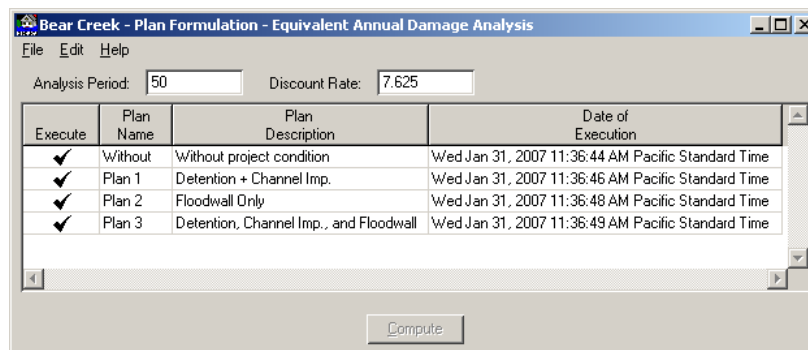 Bear Creek - Plan Formulation - Equivalent Annual Damage Analysis
File Edit Help
Analysis Period: 50 Discount Rate: 7.625
Execute Plan Name Plan Description Date of Execution
Without Without project condition Wed Jan 31, 2007 11:36:44 AM Pacific Standard Time
Plan 1 Detention + Channel Imp. Wed Jan 31, 2007 11:36:46 AM Pacific Standard Time
Plan 2 Floodwall Only Wed Jan 31, 2007 11:36:48 AM Pacific Standard Time
Plan 3 Detention, Channel Imp., and Floodwall Wed Jan 31, 2007 11:36:49 AM Pacific Standard Time
Compute